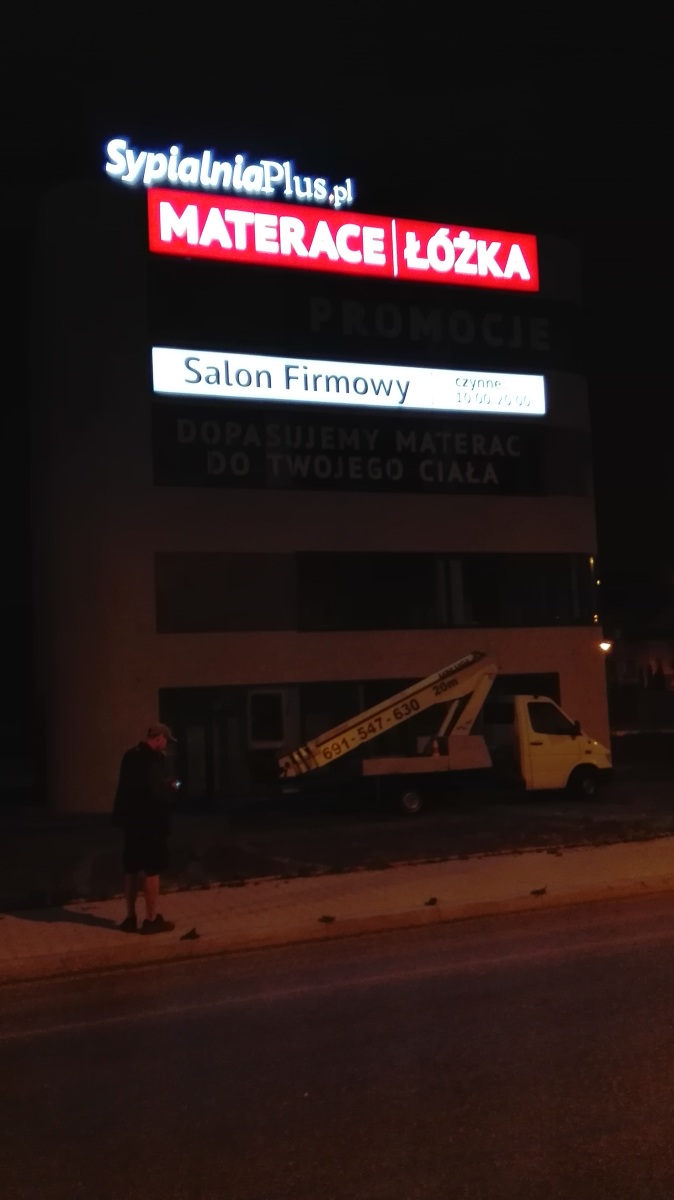 SypialniaPlus.pl
MATERACE | ŁÓŻKA
PROMOCJE
Salon Firmowy
czynne
10:00-20:00
DOPASUJEMY MATERAC
DO TWOJEGO CIAŁA
20m
691-547-630